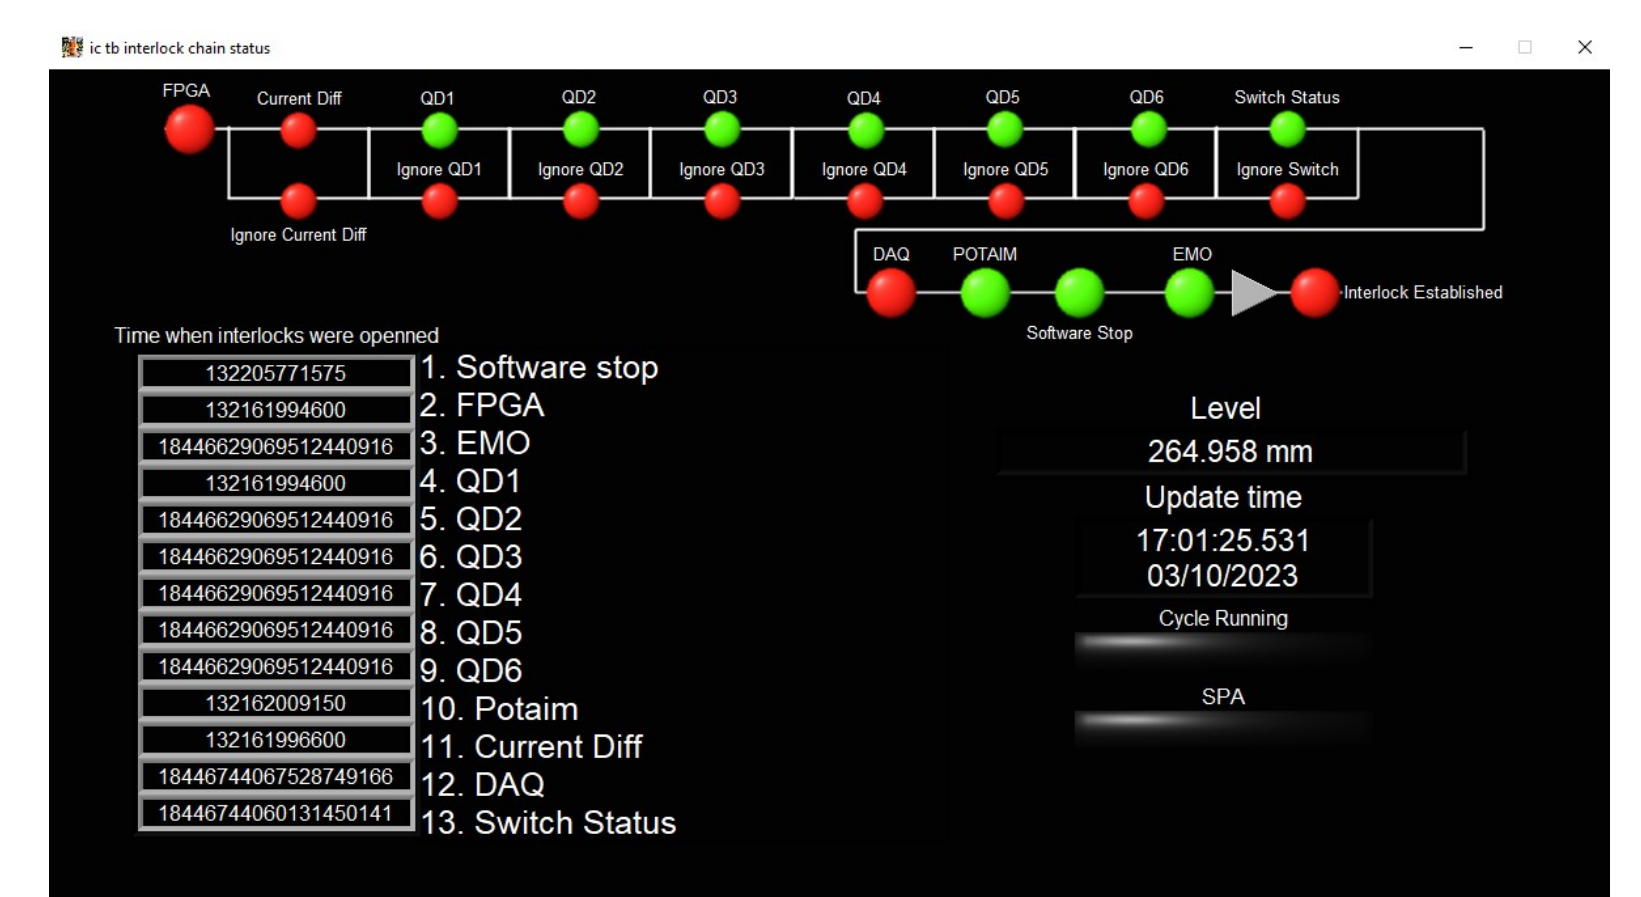 ic tb interlock chain status
FPGA
Current Diff
QD1
QD2
QD3
QD4
QD5
QD6
Switch Status
Ignore QD1
Ignore QD2
Ignore QD3
Ignore QD4
Ignore QD5
Ignore QD6
Ignore Switch
Ignore Current Diff
DAQ
POTAIM
EMO
Interlock Established
Software Stop
Time when interlocks were openned
132205771575 1. Software stop
132161994600 2. FPGA
18446629069512440916 3. EMO
132161994600 4. QD1
18446629069512440916 5. QD2
18446629069512440916 6. QD3
18446629069512440916 7. QD4
18446629069512440916 8. QD5
18446629069512440916 9. QD6
132162009150 10. Potaim
132161996600 11. Current Diff
18446744067528749166 12. DAQ
18446744060131450141 13. Switch Status
Level
264.958 mm
Update time
17:01:25.531
03/10/2023
Cycle Running
SPA